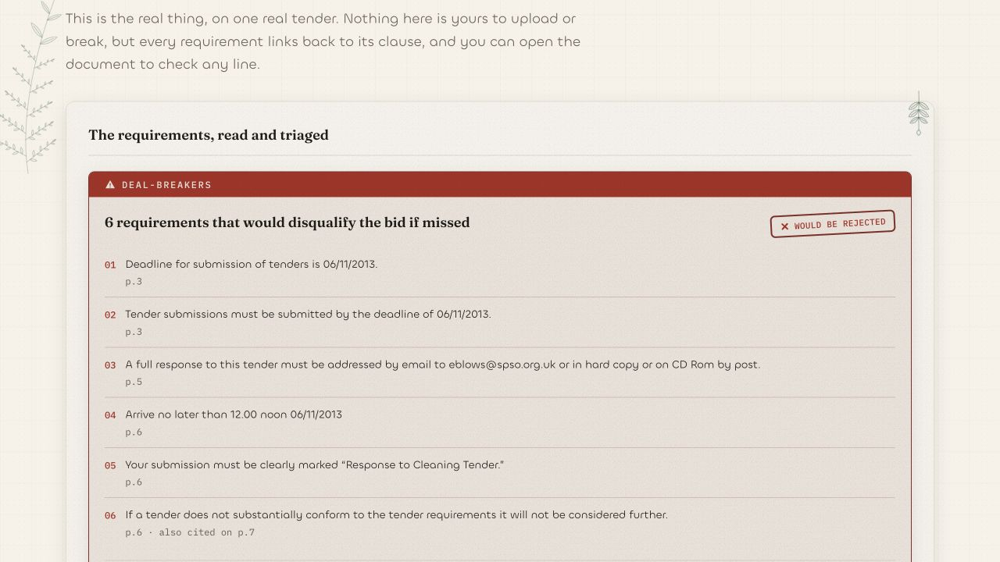 This is the real thing, on one real tender. Nothing here is yours to upload or
break, but every requirement links back to its clause, and you can open the
document to check any line.
The requirements, read and triaged
DEAL-BREAKERS
6 requirements that would disqualify the bid if missed
✕ WOULD BE REJECTED
01 Deadline for submission of tenders is 06/11/2013.
p.3
02 Tender submissions must be submitted by the deadline of 06/11/2013.
p.3
03 A full response to this tender must be addressed by email to eblows@spso.org.uk or in hard copy or on CD Rom by post.
p.5
04 Arrive no later than 12.00 noon 06/11/2013
p.6
05 Your submission must be clearly marked “Response to Cleaning Tender.”
p.6
06 If a tender does not substantially conform to the tender requirements it will not be considered further.
p.6 · also cited on p.7